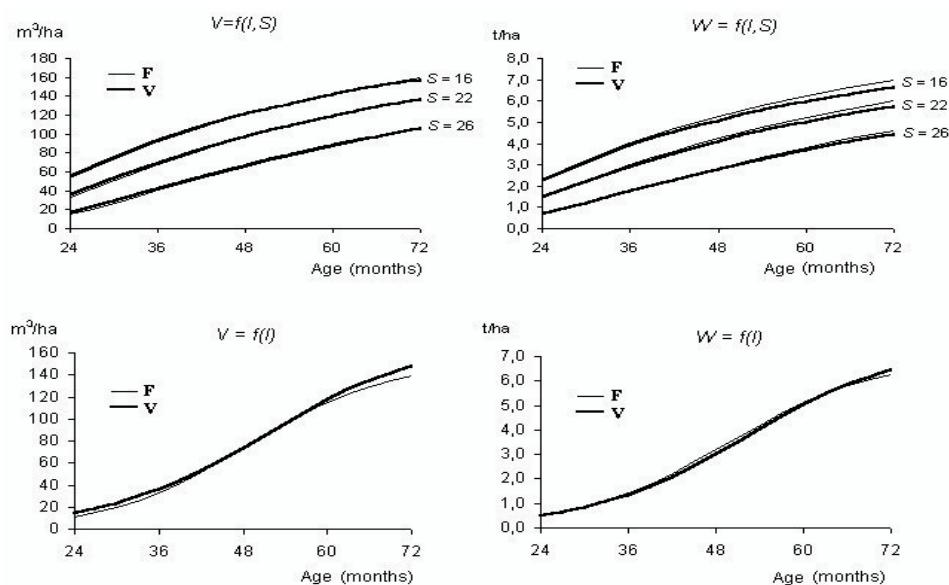 V=f(I,S)
m³/ha
180
160
140
120
100
80
60
40
20
0
F
V
S = 16
S = 22
S = 26
24 36 48 60 72
Age (months)
W = f(I,S)
t/ha
8,0
7,0
6,0
5,0
4,0
3,0
2,0
1,0
0,0
F
V
S = 16
S = 22
S = 26
24 36 48 60 72
Age (months)
V = f(I)
m³/ha
160
140
120
100
80
60
40
20
0
F
V
24 36 48 60 72
Age (months)
W = f(I)
t/ha
7,0
6,0
5,0
4,0
3,0
2,0
1,0
0,0
F
V
24 36 48 60 72
Age (months)